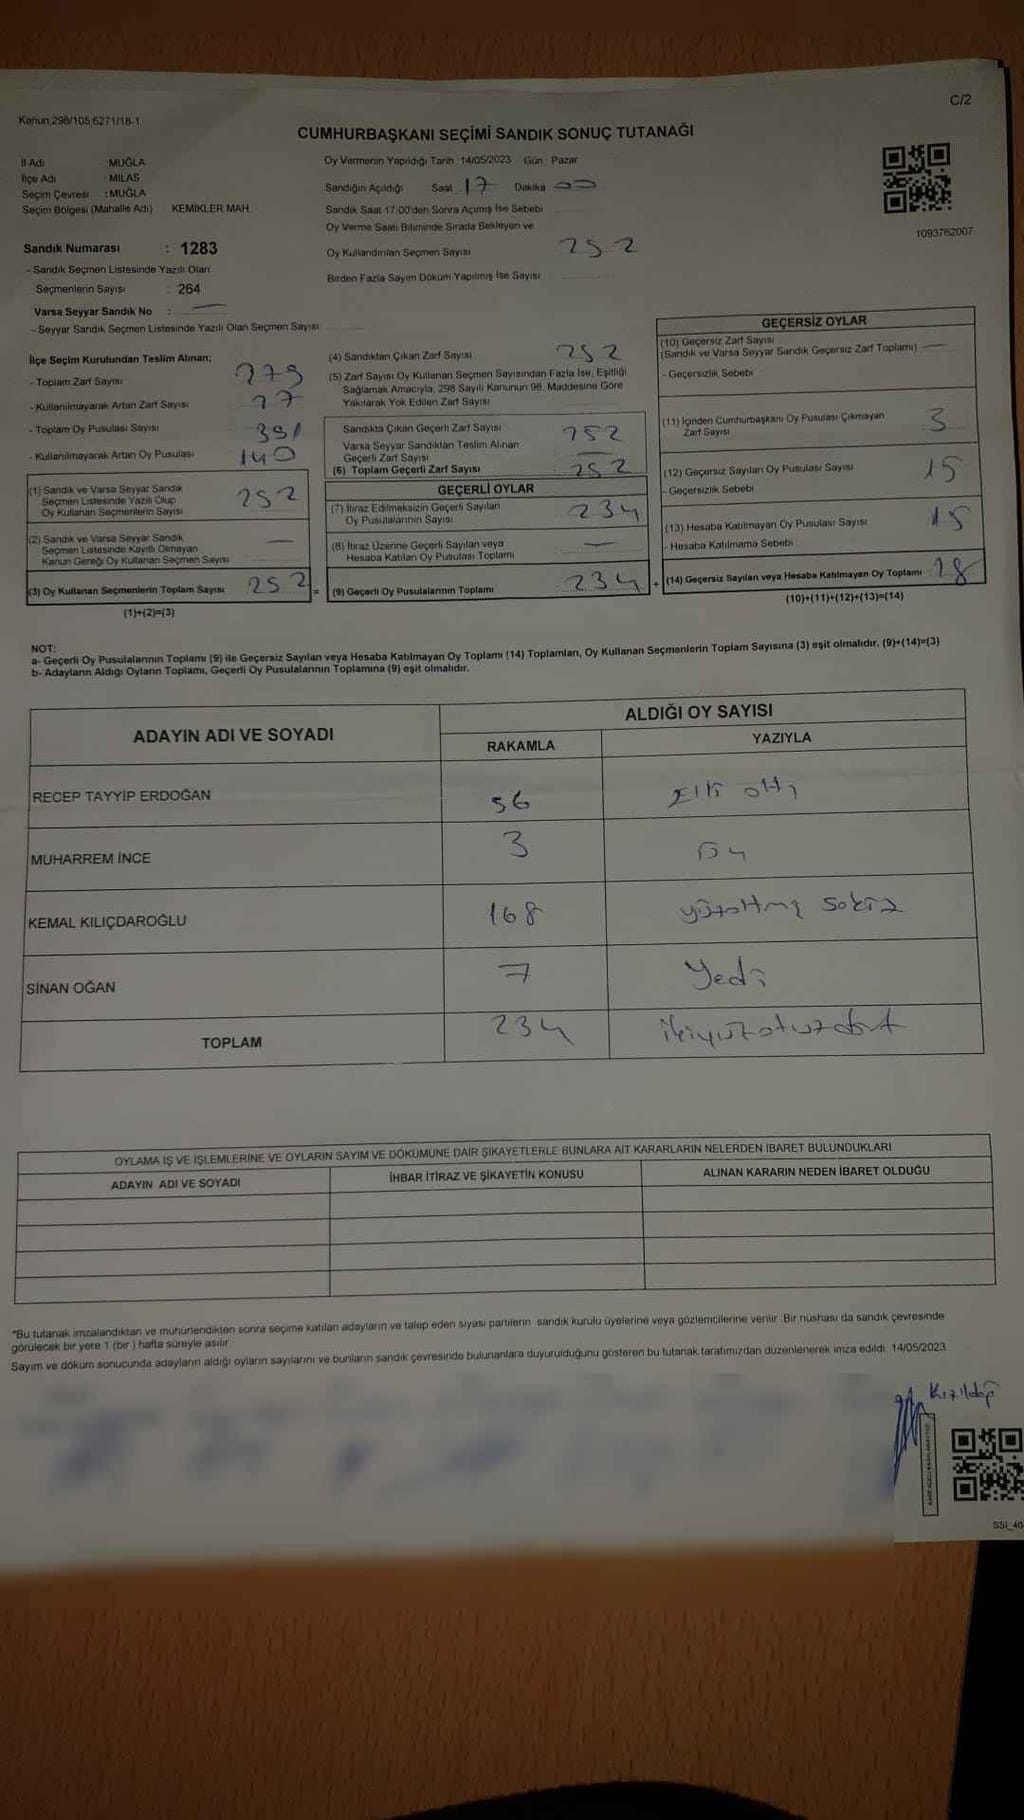 C/2
Kanun,298/105,6271/18-1
CUMHURBAŞKANI SEÇİMİ SANDIK SONUÇ TUTANAĞI
İl Adı : MUĞLA
İlçe Adı : MİLAS
Seçim Çevresi : MUĞLA
Seçim Bölgesi (Mahalle Adı) KEMİKLER MAH.
Oy Vermenin Yapıldığı Tarih :14/05/2023 Gün : Pazar
Sandığın Açıldığı Saat 17 Dakika 00
Sandık Saat 17:00'den Sonra Açımış İse Sebebi
Oy Verme Saati Bitiminde Sırada Bekleyen ve
Oy Kullandırılan Seçmen Sayısı 252
Birden Fazla Sayım Döküm Yapılmış İse Sayısı
1093762007
Sandık Numarası : 1283
- Sandık Seçmen Listesinde Yazılı Olan
Seçmenlerin Sayısı : 264
Varsa Seyyar Sandık No : —
- Seyyar Sandık Seçmen Listesinde Yazılı Olan Seçmen Sayısı
İlçe Seçim Kurulundan Teslim Alınan;
- Toplam Zarf Sayısı 279
- Kullanılmayarak Artan Zarf Sayısı 27
- Toplam Oy Pusulası Sayısı 391
- Kullanılmayarak Artan Oy Pusulası 140
(1) Sandık ve Varsa Seyyar Sandık
Seçmen Listesinde Yazılı Olup
Oy Kullanan Seçmenlerin Sayısı 252
(2) Sandık ve Varsa Seyyar Sandık
Seçmen Listesinde Kayıtlı Olmayan
Kanun Gereği Oy Kullanan Seçmen Sayısı —
(3) Oy Kullanan Seçmenlerin Toplam Sayısı 252 =
(1)+(2)=(3)
(4) Sandıktan Çıkan Zarf Sayısı 252
(5) Zarf Sayısı Oy Kullanan Seçmen Sayısından Fazla İse, Eşitliği
Sağlamak Amacıyla, 298 Sayılı Kanunun 98. Maddesine Göre
Yakılarak Yok Edilen Zarf Sayısı
Sandıkta Çıkan Geçerli Zarf Sayısı 252
Varsa Seyyar Sandıktan Teslim Alınan
Geçerli Zarf Sayısı —
(6) Toplam Geçerli Zarf Sayısı 252
GEÇERLİ OYLAR
(7) İtiraz Edilmeksizin Geçerli Sayılan
Oy Pusulalarının Sayısı 234
(8) İtiraz Üzerine Geçerli Sayılan veya
Hesaba Katılan Oy Pusulası Toplamı —
(9) Geçerli Oy Pusulalarının Toplamı 234 +
GEÇERSİZ OYLAR
(10) Geçersiz Zarf Sayısı
(Sandık ve Varsa Seyyar Sandık Geçersiz Zarf Toplamı) —
- Geçersizlik Sebebi
(11) İçinden Cumhurbaşkanı Oy Pusulası Çıkmayan
Zarf Sayısı 3
(12) Geçersiz Sayılan Oy Pusulası Sayısı 15
- Geçersizlik Sebebi
(13) Hesaba Katılmayan Oy Pusulası Sayısı 15
- Hesaba Katılmama Sebebi :
(14) Geçersiz Sayılan veya Hesaba Katılmayan Oy Toplamı 18
(10)+(11)+(12)+(13)=(14)
NOT:
a- Geçerli Oy Pusulalarının Toplamı (9) ile Geçersiz Sayılan veya Hesaba Katılmayan Oy Toplamı (14) Toplamları, Oy Kullanan Seçmenlerin Toplam Sayısına (3) eşit olmalıdır. (9)+(14)=(3)
b- Adayların Aldığı Oyların Toplamı, Geçerli Oy Pusulalarının Toplamına (9) eşit olmalıdır.
ADAYIN ADI VE SOYADI
ALDIĞI OY SAYISI
RAKAMLA YAZIYLA
RECEP TAYYİP ERDOĞAN 56 Elli altı
MUHARREM İNCE 3
KEMAL KILIÇDAROĞLU 168 yüzaltmış sekiz
SİNAN OĞAN 7 Yedi
TOPLAM 234 ikiyüzotuzdört
OYLAMA İŞ VE İŞLEMLERİNE VE OYLARIN SAYIM VE DÖKÜMÜNE DAİR ŞİKAYETLERLE BUNLARA AİT KARARLARIN NELERDEN İBARET BULUNDUKLARI
ADAYIN ADI VE SOYADI İHBAR İTİRAZ VE ŞİKAYETİN KONUSU ALINAN KARARIN NEDEN İBARET OLDUĞU
*Bu tutanak imzalandıktan ve mühürlendikten sonra seçime katılan adayların ve talep eden siyasi partilerin sandık kurulu üyelerine veya gözlemcilerine verilir. Bir nüshası da sandık çevresinde
görülecek bir yere 1 (bir ) hafta süreyle asılır.
Sayım ve döküm sonucunda adayların aldığı oyların sayılarını ve bunların sandık çevresinde bulunanlara duyurulduğunu gösteren bu tutanak tarafımızdan düzenlenerek imza edildi. 14/05/2023
Kızıldağ
SSI_40